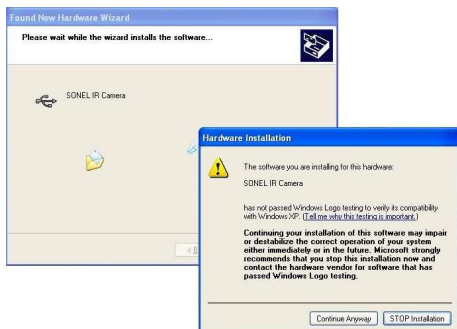 Found New Hardware Wizard
Please wait while the wizard installs the software...
SONEL IR Camera
Hardware Installation
The software you are installing for this hardware:
SONEL IR Camera
has not passed Windows Logo testing to verify its compatibility
with Windows XP. (Tell me why this testing is important.)
Continuing your installation of this software may impair
or destabilize the correct operation of your system
either immediately or in the future. Microsoft strongly
recommends that you stop this installation now and
contact the hardware vendor for software that has
passed Windows Logo testing.
< B
Continue Anyway
STOP Installation